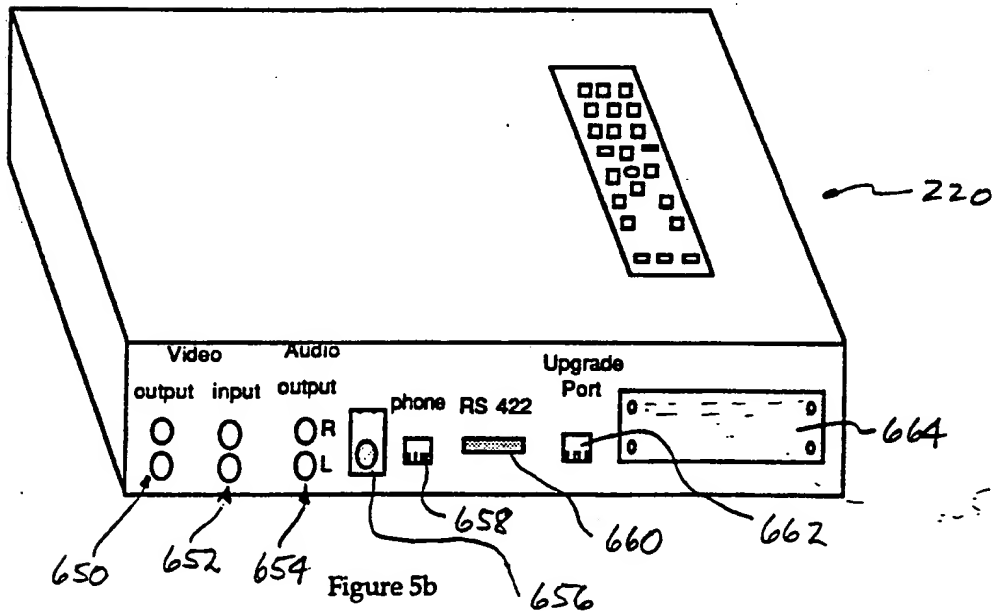 220
Video
Audio
output
input
output
R
L
phone
RS 422
Upgrade
Port
664
650
652
654
656
658
660
662
Figure 5b